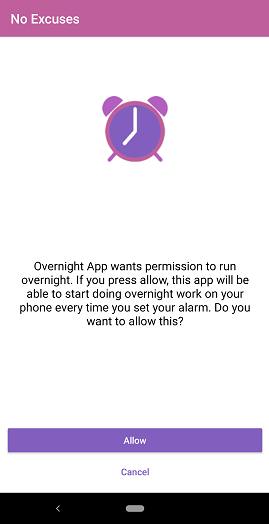 No Excuses
Overnight App wants permission to run
overnight. If you press allow, this app will be
able to start doing overnight work on your
phone every time you set your alarm. Do you
want to allow this?
Allow
Cancel